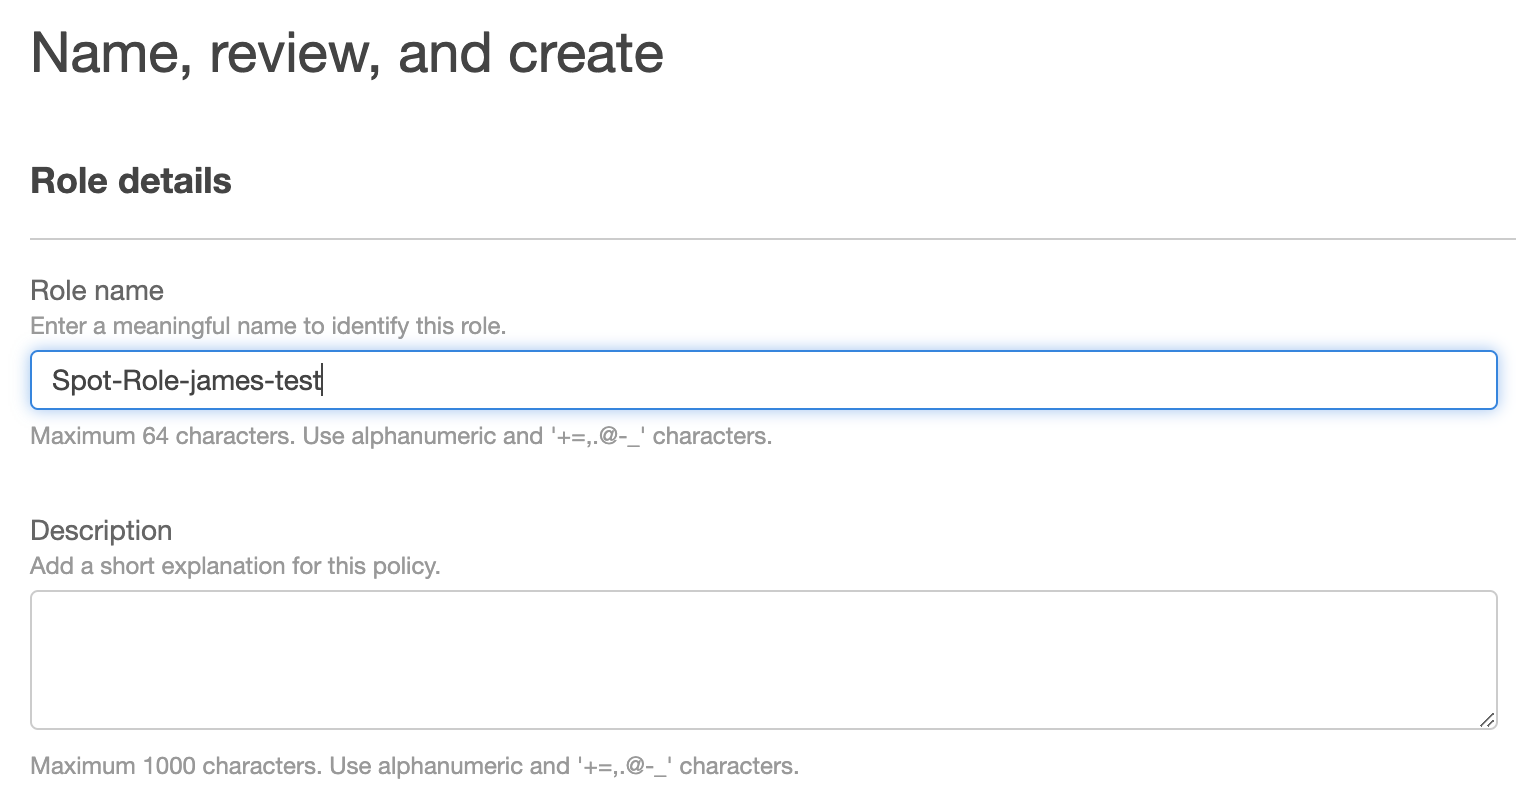 Name, review, and create
Role details
Role name
Enter a meaningful name to identify this role.
Spot-Role-james-test
Maximum 64 characters. Use alphanumeric and '+=,.@-_' characters.
Description
Add a short explanation for this policy.
Maximum 1000 characters. Use alphanumeric and '+=,.@-_' characters.